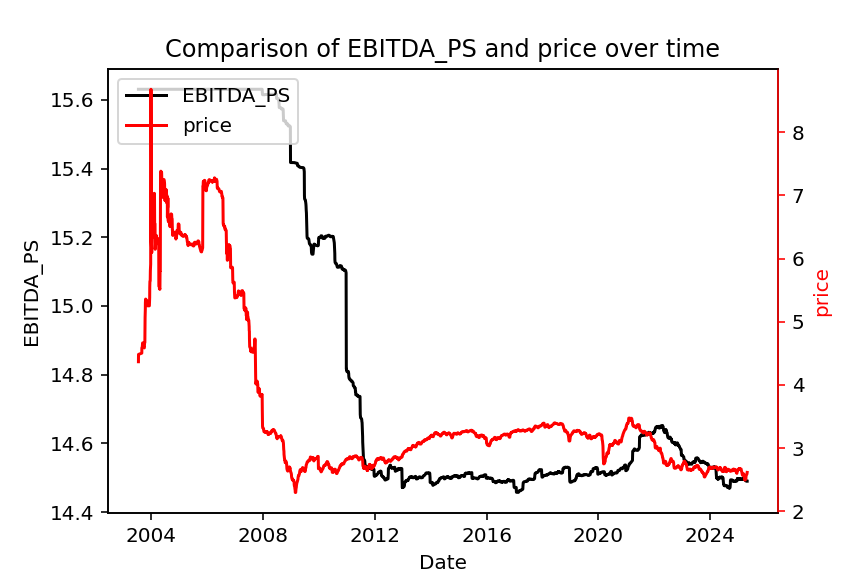 Comparison of EBITDA_PS and price over time
EBITDA_PS
price
15.6
15.4
15.2
15.0
14.8
14.6
14.4
EBITDA_PS
8
7
6
5
4
3
2
price
2004 2008 2012 2016 2020 2024
Date